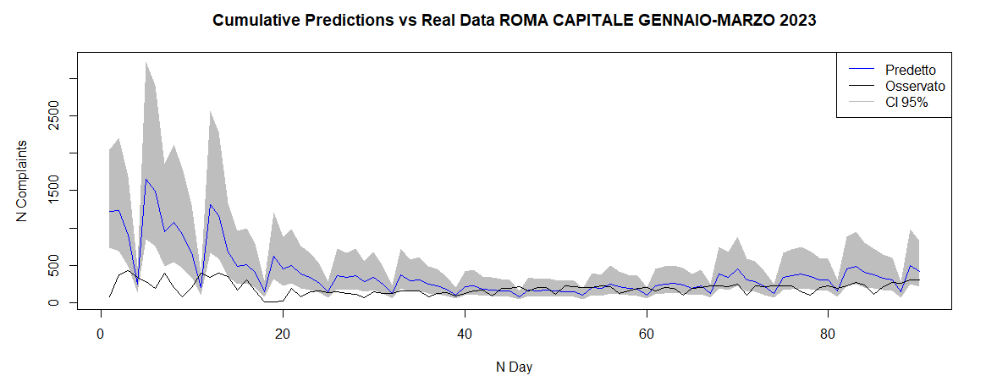 Cumulative Predictions vs Real Data ROMA CAPITALE GENNAIO-MARZO 2023
Predetto
Osservato
CI 95%
N Complaints
2500
1500
500
0
0 20 40 60 80
N Day